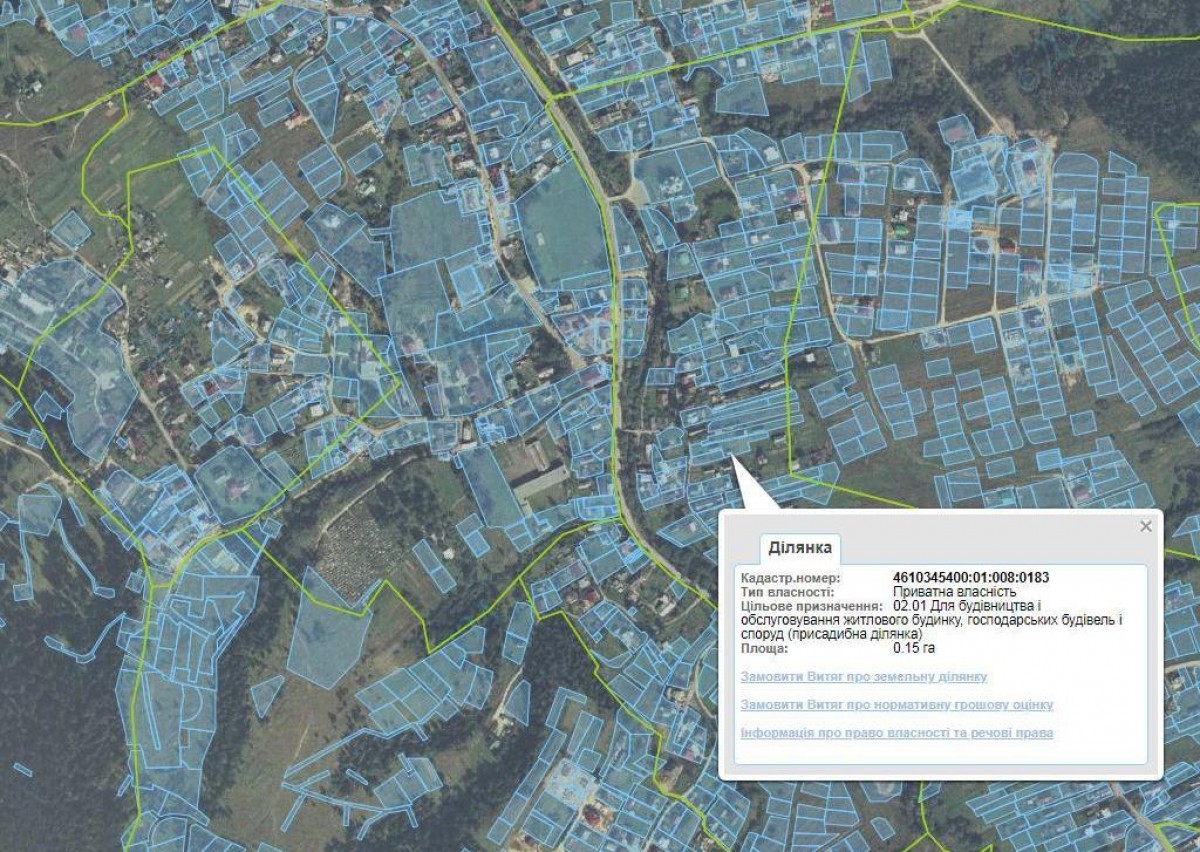 Ділянка
Кадастр.номер: 4610345400:01:008:0183
Тип власності: Приватна власність
Цільове призначення: 02.01 Для будівництва і
обслуговування житлового будинку, господарських будівель і
споруд (присадибна ділянка)
Площа: 0.15 га
Замовити Витяг про земельну ділянку
Замовити Витяг про нормативну грошову оцінку
Інформація про право власності та речові права